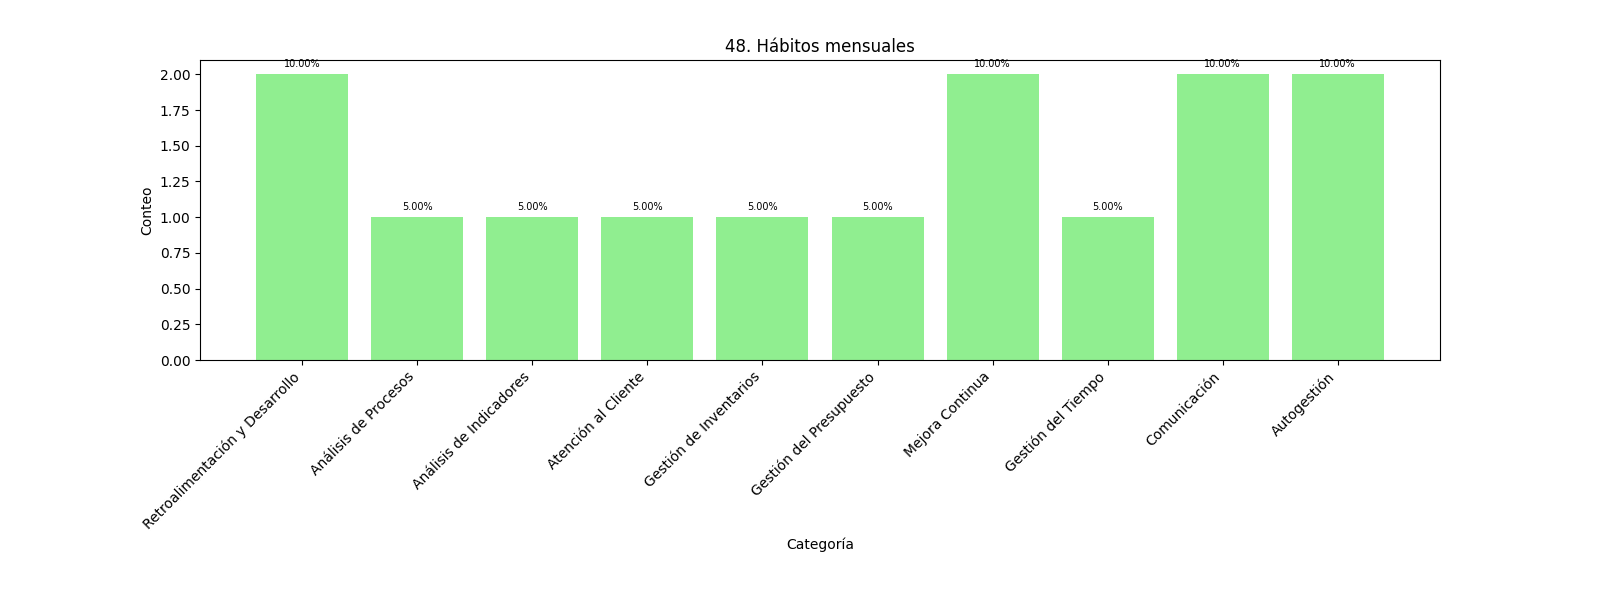 48. Hábitos mensuales
Conteo
2.00
1.75
1.50
1.25
1.00
0.75
0.50
0.25
0.00
10.00%
5.00%
5.00%
5.00%
5.00%
5.00%
10.00%
5.00%
10.00%
10.00%
Retroalimentación y Desarrollo
Análisis de Procesos
Análisis de Indicadores
Atención al Cliente
Gestión de Inventarios
Gestión del Presupuesto
Mejora Continua
Gestión del Tiempo
Comunicación
Autogestión
Categoría